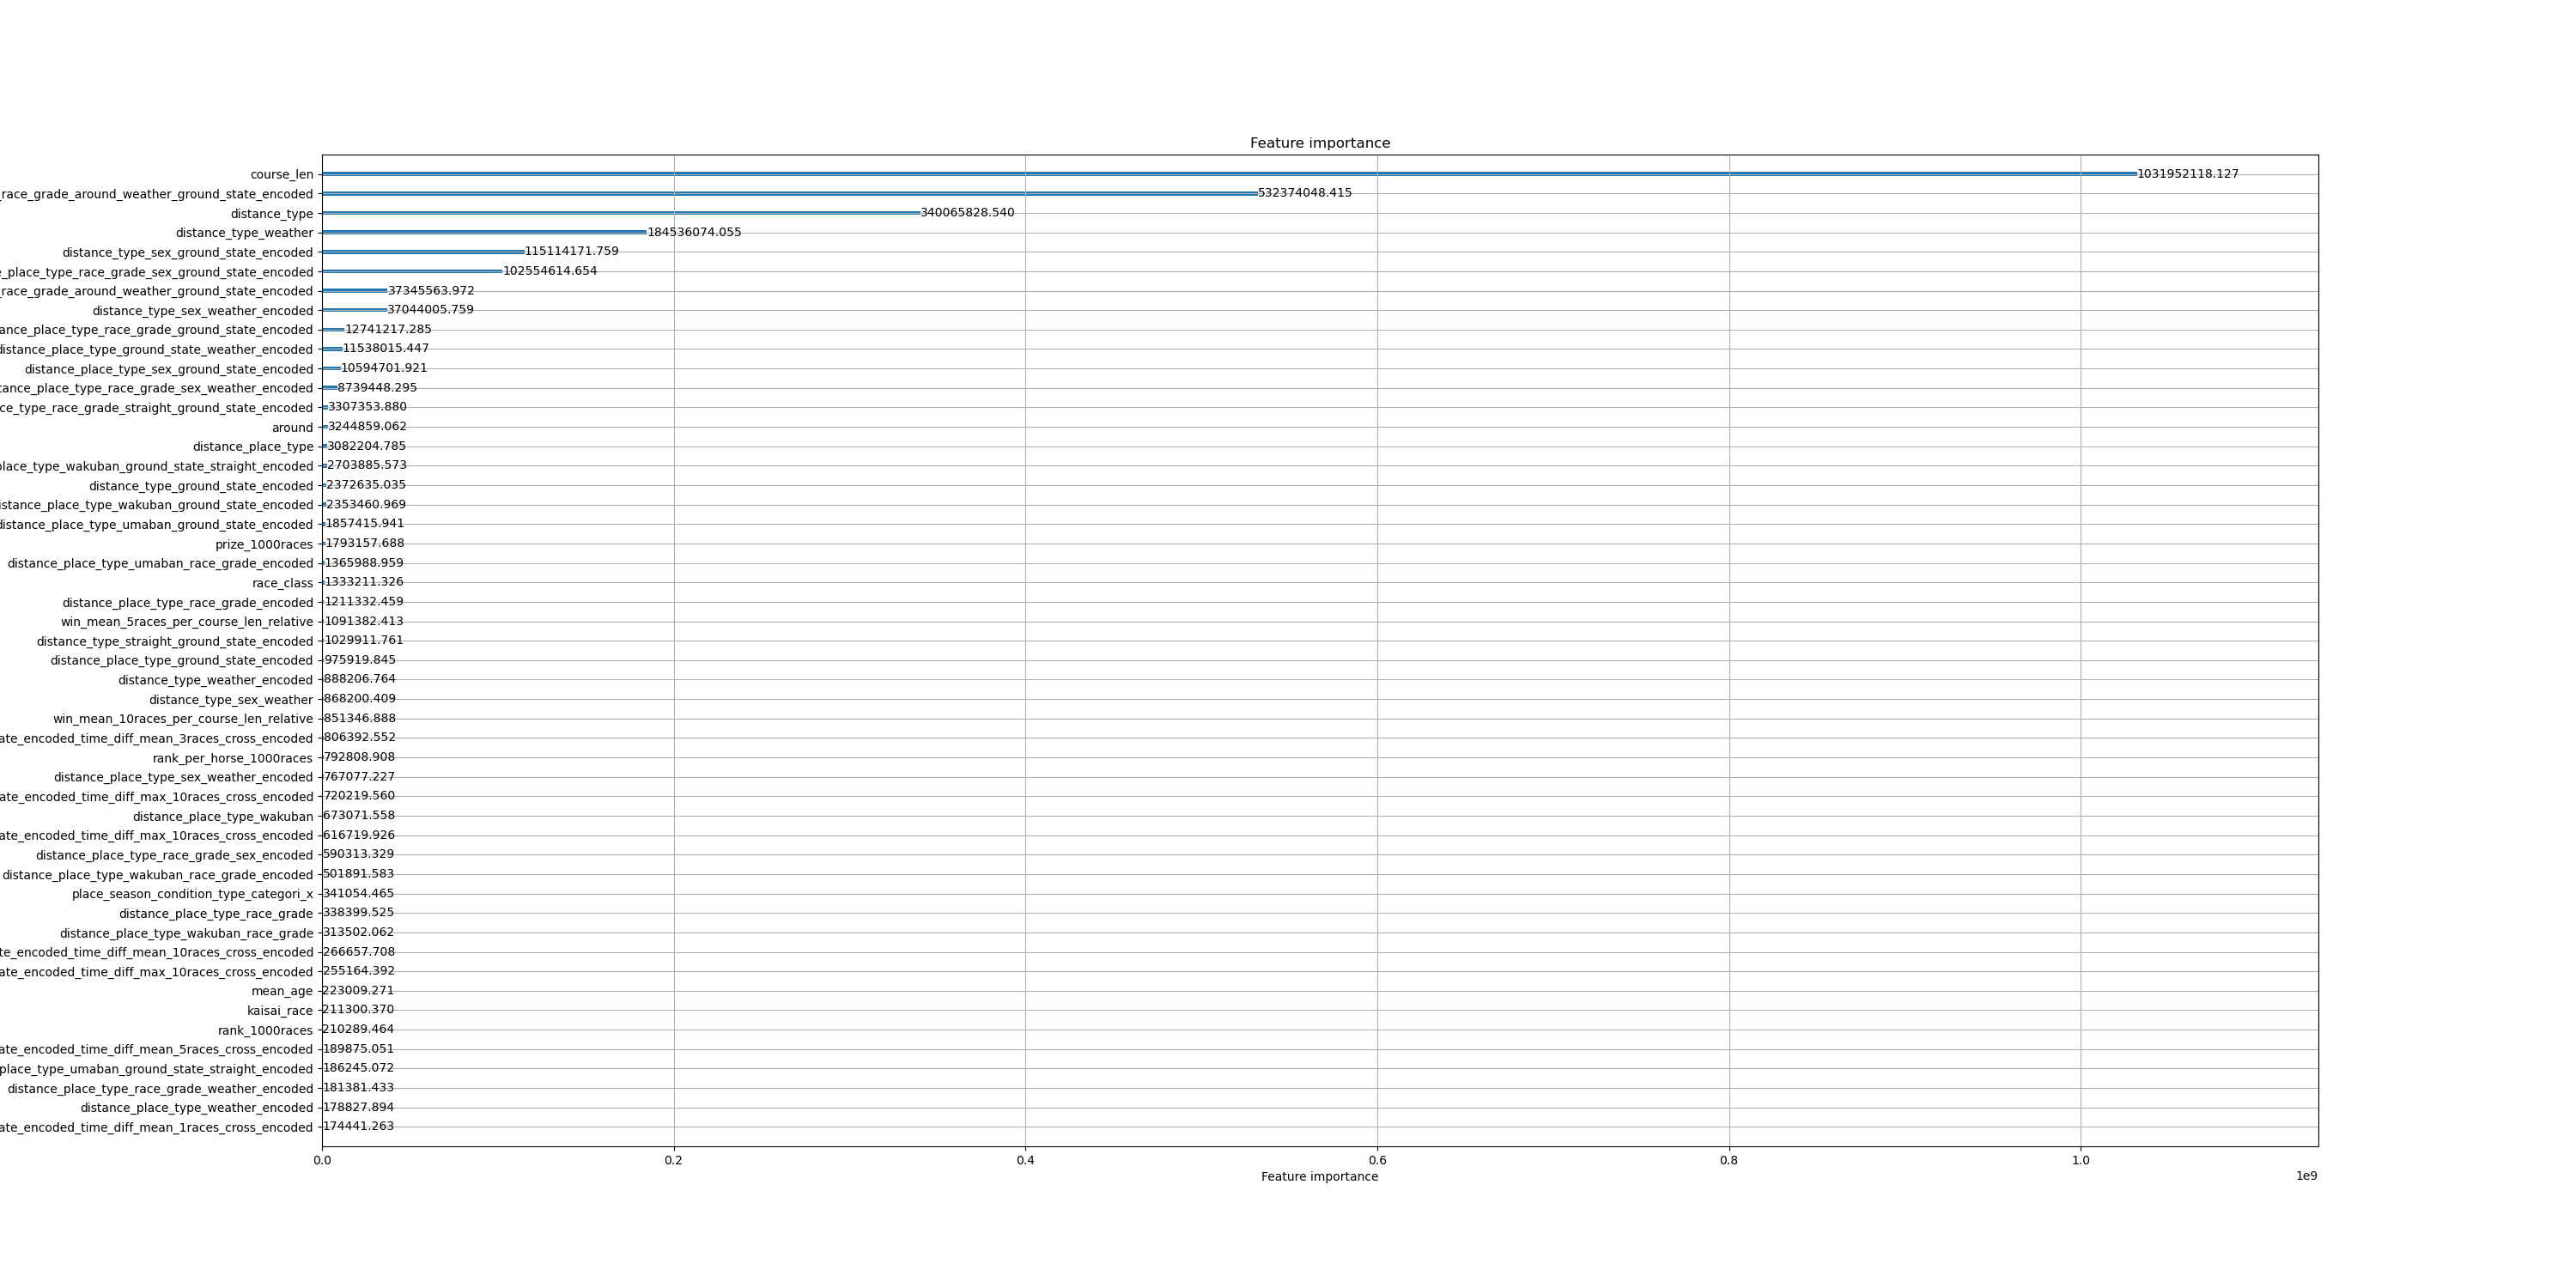 Feature importance
course_len 1031952118.127
_race_grade_around_weather_ground_state_encoded 532374048.415
distance_type 340065828.540
distance_type_weather 184536074.055
distance_type_sex_ground_state_encoded 115114171.759
_place_type_race_grade_sex_ground_state_encoded 102554614.654
_race_grade_around_weather_ground_state_encoded 37345563.972
distance_type_sex_weather_encoded 37044005.759
ance_place_type_race_grade_ground_state_encoded 12741217.285
distance_place_type_ground_state_weather_encoded 11538015.447
distance_place_type_sex_ground_state_encoded 10594701.921
tance_place_type_race_grade_sex_weather_encoded 8739448.295
ce_type_race_grade_straight_ground_state_encoded 3307353.880
around 3244859.062
distance_place_type 3082204.785
place_type_wakuban_ground_state_straight_encoded 2703885.573
distance_type_ground_state_encoded 2372635.035
istance_place_type_wakuban_ground_state_encoded 2353460.969
distance_place_type_umaban_ground_state_encoded 1857415.941
prize_1000races 1793157.688
distance_place_type_umaban_race_grade_encoded 1365988.959
race_class 1333211.326
distance_place_type_race_grade_encoded 1211332.459
win_mean_5races_per_course_len_relative 1091382.413
distance_type_straight_ground_state_encoded 1029911.761
distance_place_type_ground_state_encoded 975919.845
distance_type_weather_encoded 888206.764
distance_type_sex_weather 868200.409
win_mean_10races_per_course_len_relative 851346.888
ate_encoded_time_diff_mean_3races_cross_encoded 806392.552
rank_per_horse_1000races 792808.908
distance_place_type_sex_weather_encoded 767077.227
ate_encoded_time_diff_max_10races_cross_encoded 720219.560
distance_place_type_wakuban 673071.558
ate_encoded_time_diff_max_10races_cross_encoded 616719.926
distance_place_type_race_grade_sex_encoded 590313.329
distance_place_type_wakuban_race_grade_encoded 501891.583
place_season_condition_type_categori_x 341054.465
distance_place_type_race_grade 338399.525
distance_place_type_wakuban_race_grade 313502.062
te_encoded_time_diff_mean_10races_cross_encoded 266657.708
ate_encoded_time_diff_max_10races_cross_encoded 255164.392
mean_age 223009.271
kaisai_race 211300.370
rank_1000races 210289.464
ate_encoded_time_diff_mean_5races_cross_encoded 189875.051
place_type_umaban_ground_state_straight_encoded 186245.072
distance_place_type_race_grade_weather_encoded 181381.433
distance_place_type_weather_encoded 178827.894
ate_encoded_time_diff_mean_1races_cross_encoded 174441.263
0.0 0.2 0.4 0.6 0.8 1.0
Feature importance 1e9